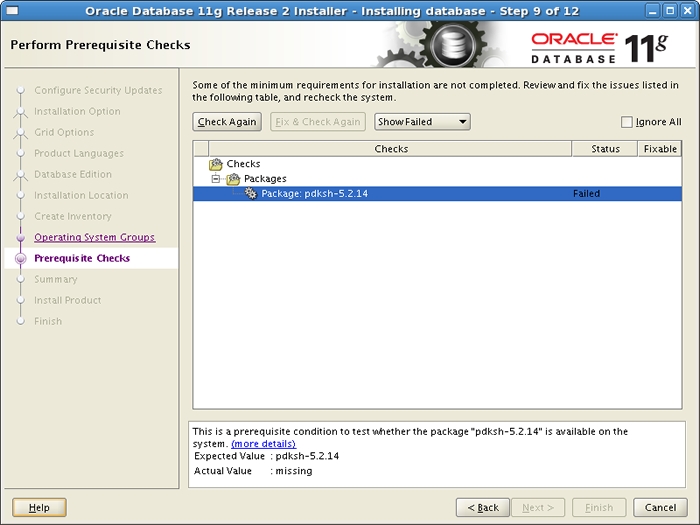 Oracle Database 11g Release 2 Installer - Installing database - Step 9 of 12
Perform Prerequisite Checks
ORACLE
DATABASE
11g
Configure Security Updates
Installation Option
Grid Options
Product Languages
Database Edition
Installation Location
Create Inventory
Operating System Groups
Prerequisite Checks
Summary
Install Product
Finish
Some of the minimum requirements for installation are not completed. Review and fix the issues listed in
the following table, and recheck the system.
Check Again
Fix & Check Again
Show Failed
Ignore All
Checks Status Fixable
Checks
Packages
Package: pdksh-5.2.14 Failed
This is a prerequisite condition to test whether the package "pdksh-5.2.14" is available on the
system. (more details)
Expected Value : pdksh-5.2.14
Actual Value : missing
Help
< Back
Next >
Finish
Cancel